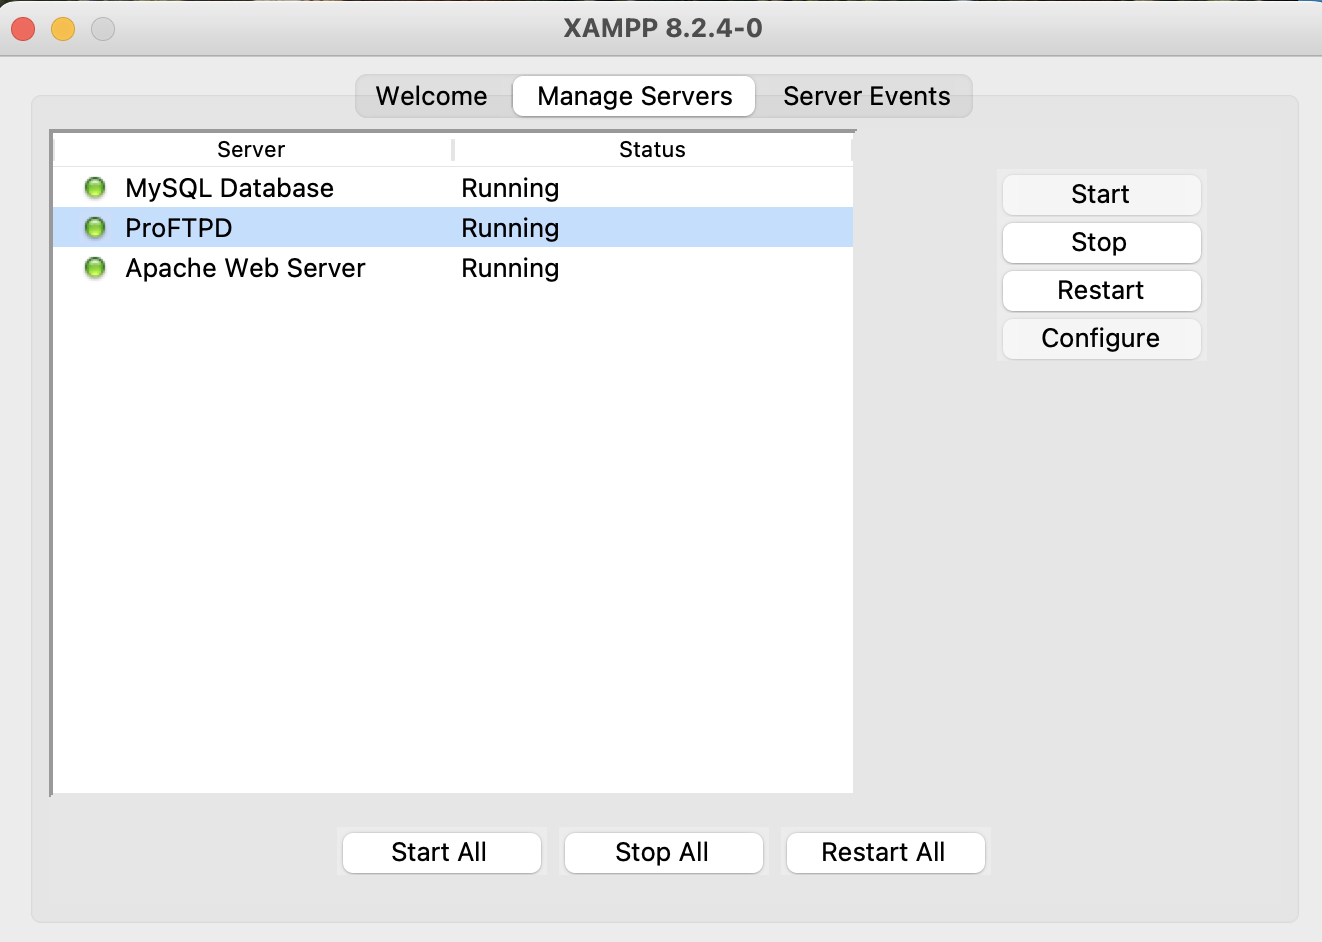 XAMPP 8.2.4-0
Welcome Manage Servers Server Events
Server Status
MySQL Database Running
ProFTPD Running
Apache Web Server Running
Start
Stop
Restart
Configure
Start All Stop All Restart All